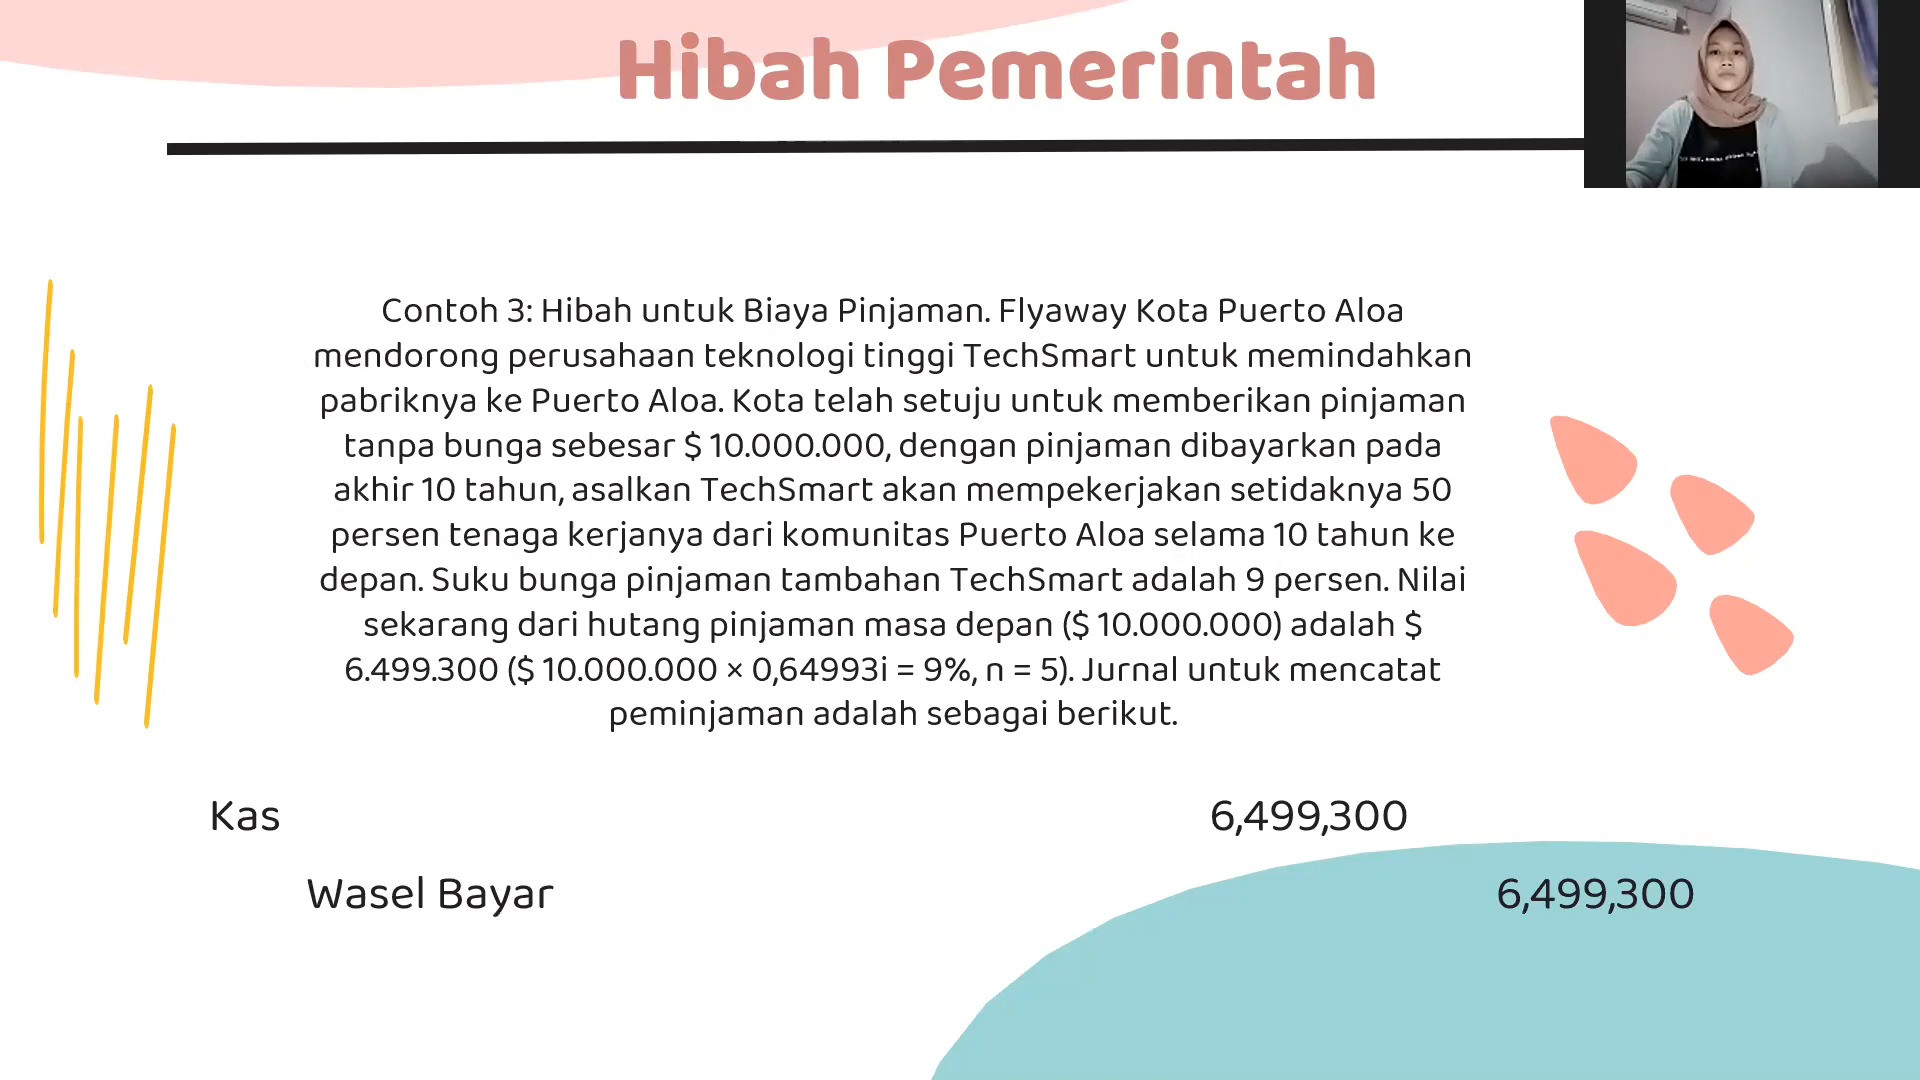 Hibah Pemerintah
Contoh 3: Hibah untuk Biaya Pinjaman. Flyaway Kota Puerto Aloa
mendorong perusahaan teknologi tinggi TechSmart untuk memindahkan
pabriknya ke Puerto Aloa. Kota telah setuju untuk memberikan pinjaman
tanpa bunga sebesar $ 10.000.000, dengan pinjaman dibayarkan pada
akhir 10 tahun, asalkan TechSmart akan mempekerjakan setidaknya 50
persen tenaga kerjanya dari komunitas Puerto Aloa selama 10 tahun ke
depan. Suku bunga pinjaman tambahan TechSmart adalah 9 persen. Nilai
sekarang dari hutang pinjaman masa depan ($ 10.000.000) adalah $
6.499.300 ($ 10.000.000 × 0,64993i = 9%, n = 5). Jurnal untuk mencatat
peminjaman adalah sebagai berikut.
Kas 6,499,300
Wasel Bayar 6,499,300